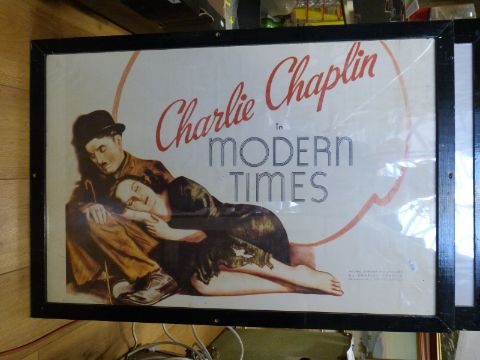 Charlie Chaplin
in
MODERN
TIMES